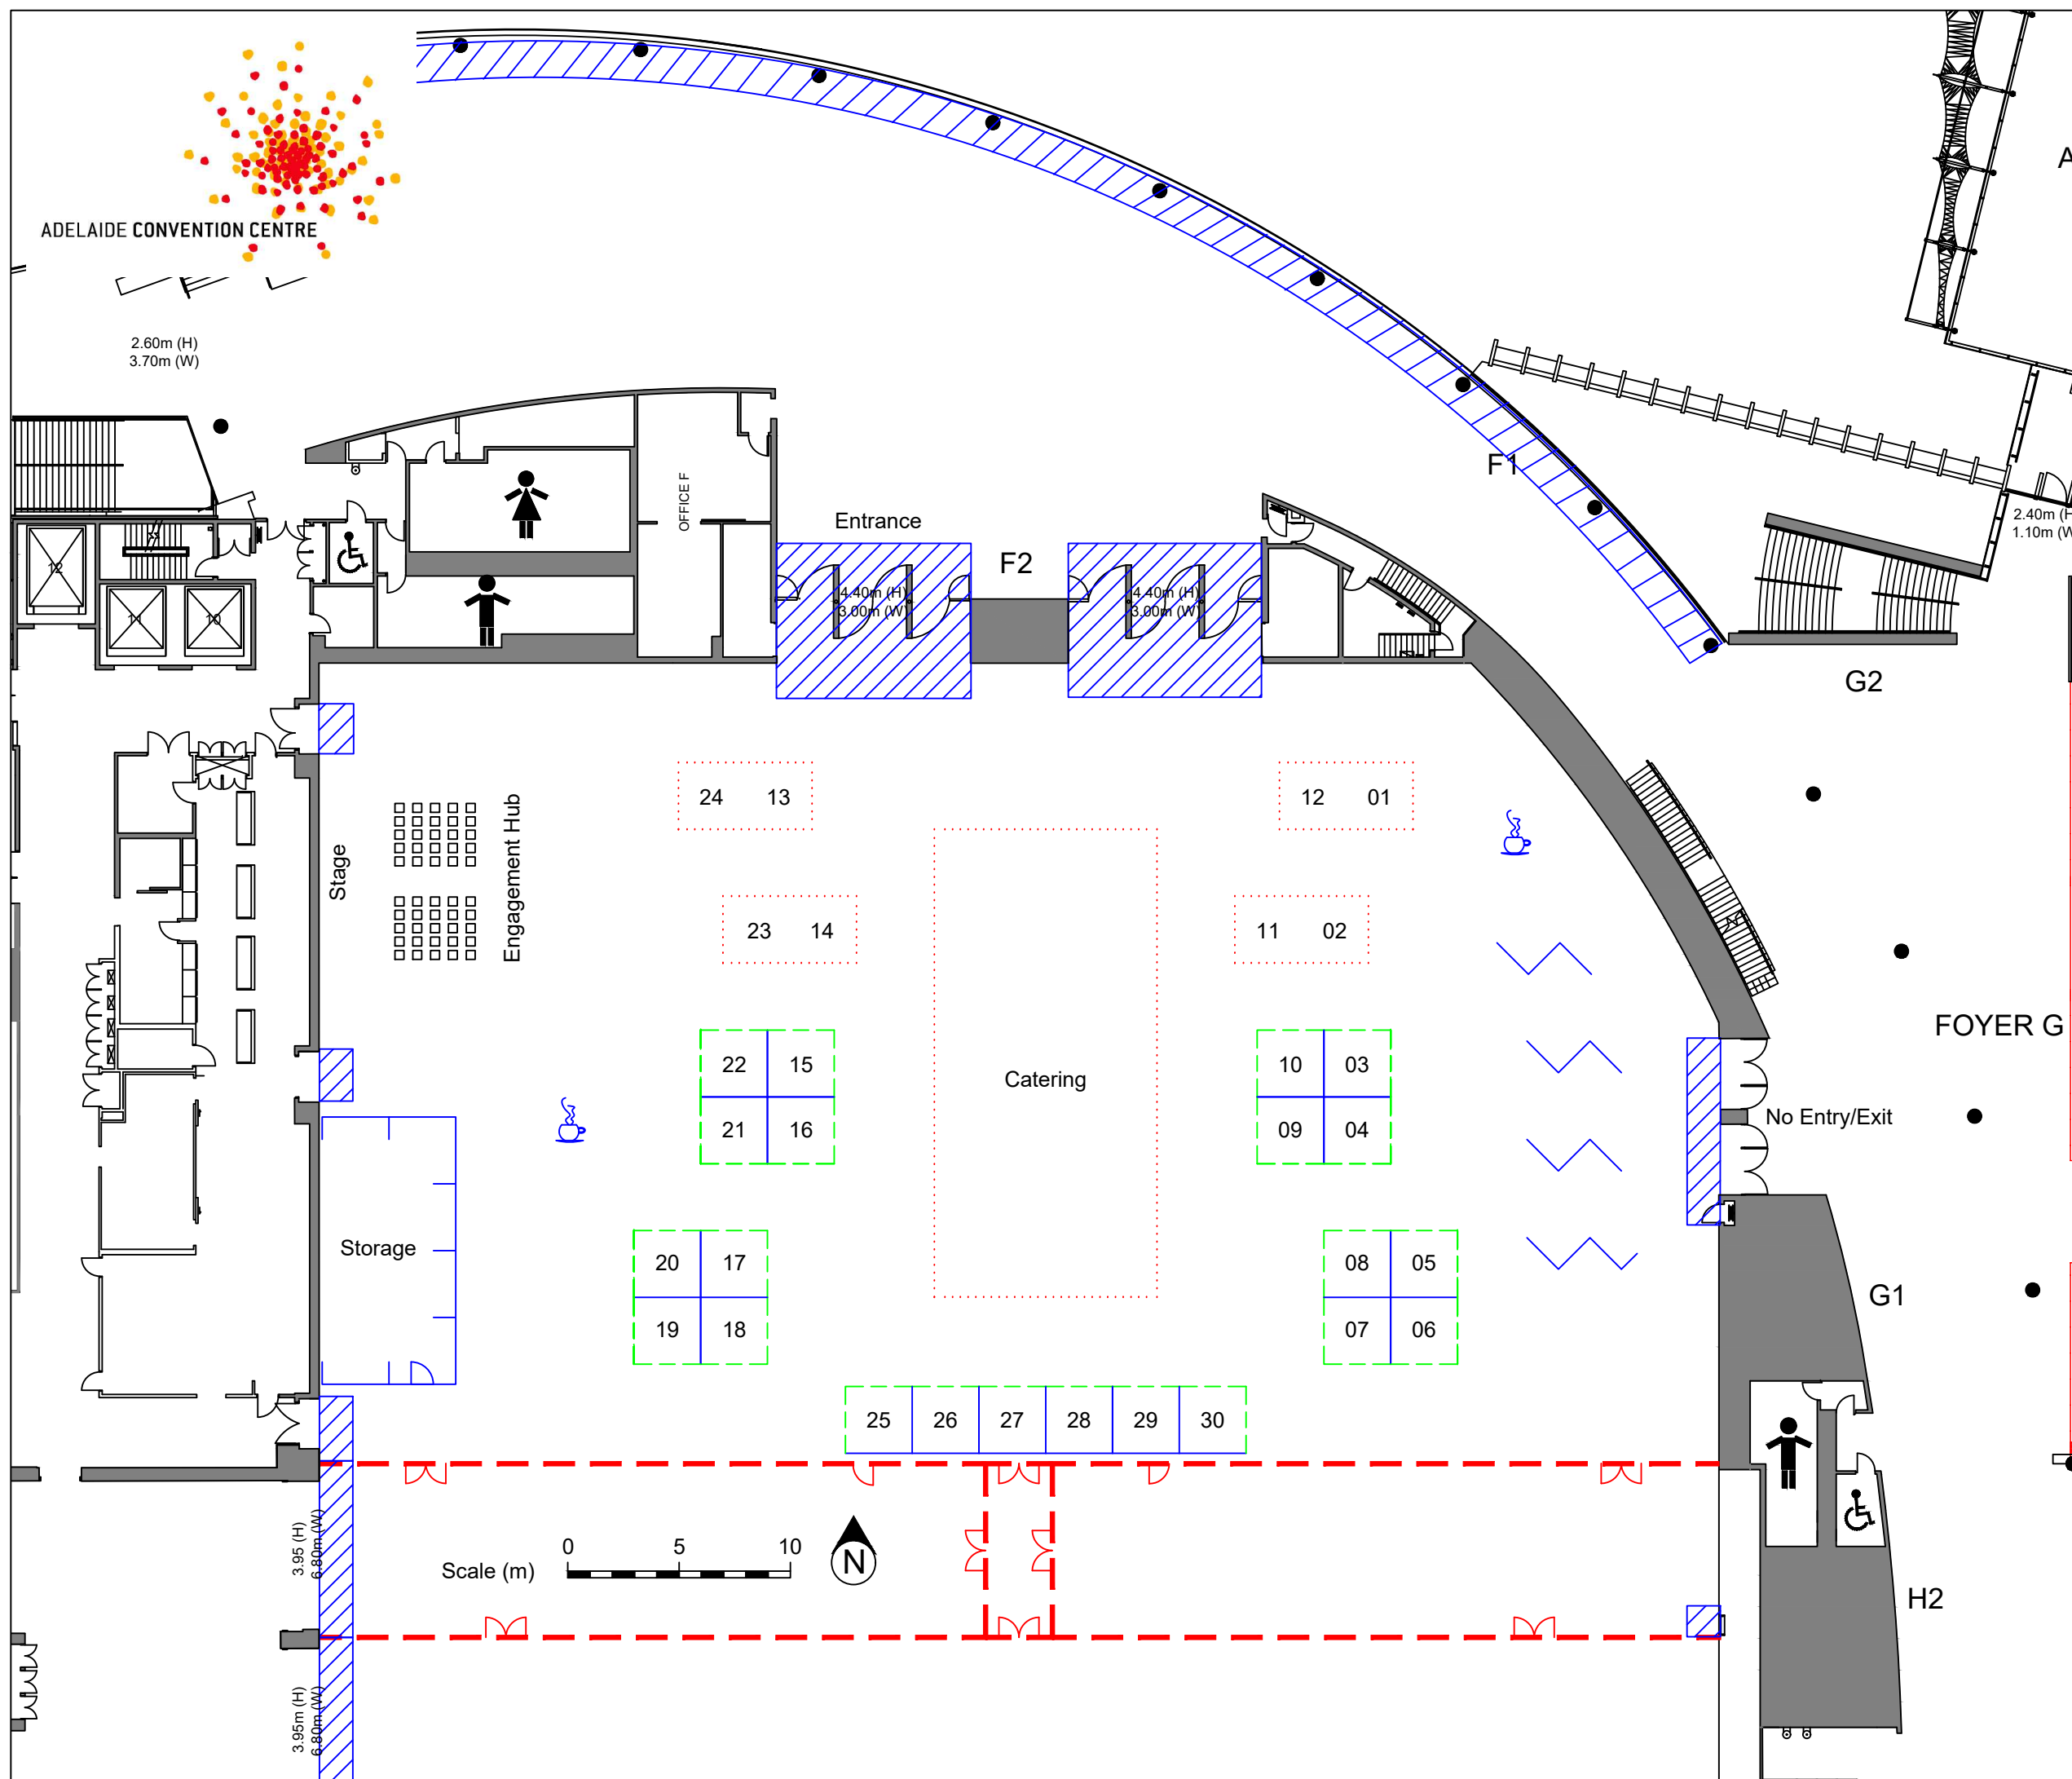 ADELAIDE CONVENTION CENTRE
2.60m (H)
3.70m (W)
A
F1
2.40m (H
1.10m (W
OFFICE F
Entrance
F2
4.40m (H)
3.00m (W)
4.40m (H)
3.00m (W)
12
11
10
G2
24 13
12 01
Stage
Engagement Hub
23 14
11 02
FOYER G
22 15
10 03
Catering
No Entry/Exit
21 16
09 04
Storage
20 17
08 05
G1
19 18
07 06
25 26 27 28 29 30
3.95 (H)
6.80m (W)
0 5 10
Scale (m)
N
H2
3.95m (H)
6.80m (W)